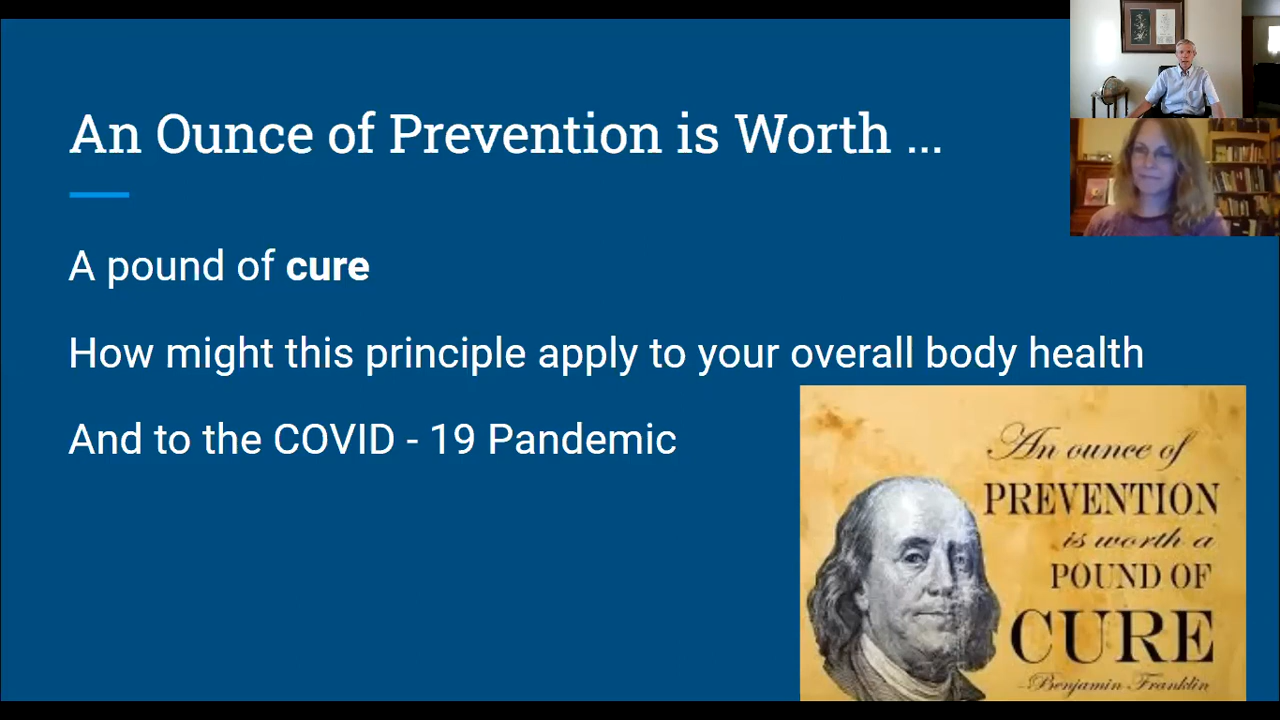 An Ounce of Prevention is Worth ...
A pound of cure
How might this principle apply to your overall body health
And to the COVID - 19 Pandemic
An ounce of
PREVENTION
is worth a
POUND OF
CURE
-Benjamin Franklin